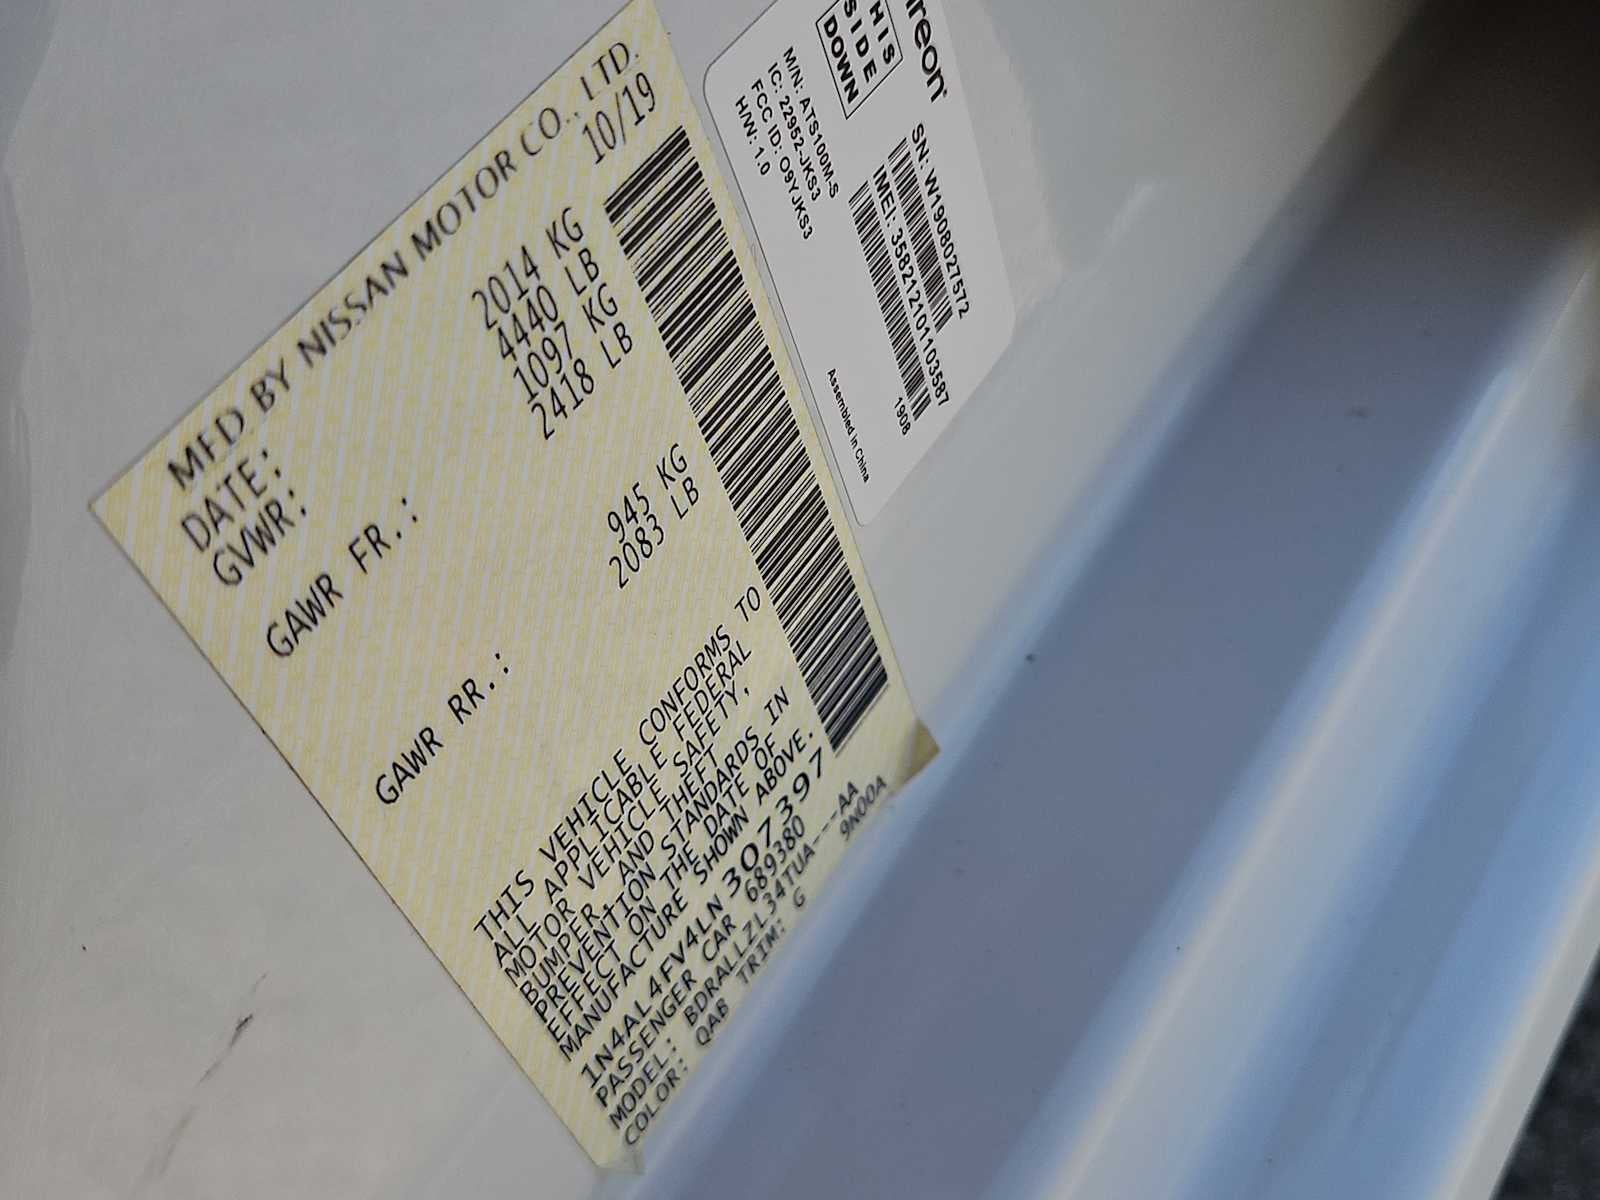 MFD BY NISSAN MOTOR CO., LTD.
DATE: 10/19
GVWR: 2014 KG
4440 LB
GAWR FR.: 1097 KG
2418 LB
GAWR RR.: 945 KG
2083 LB
THIS VEHICLE CONFORMS TO
ALL APPLICABLE FEDERAL
MOTOR VEHICLE SAFETY,
BUMPER, AND THEFT
PREVENTION STANDARDS IN
EFFECT ON THE DATE OF
MANUFACTURE SHOWN ABOVE.
1N4AL4FV4LN307397
PASSENGER CAR 689380
MODEL: BDRALLZL34TUA---AA
COLOR: QAB TRIM: G 9N00A
HIS
SIDE
DOWN
M/N: ATS100M-S
IC: 22952-JKS3
FCC ID: O9YJKS3
H/W: 1.0
SN: W1908027572
IMEI: 358212101103587
1908
Assembled in China